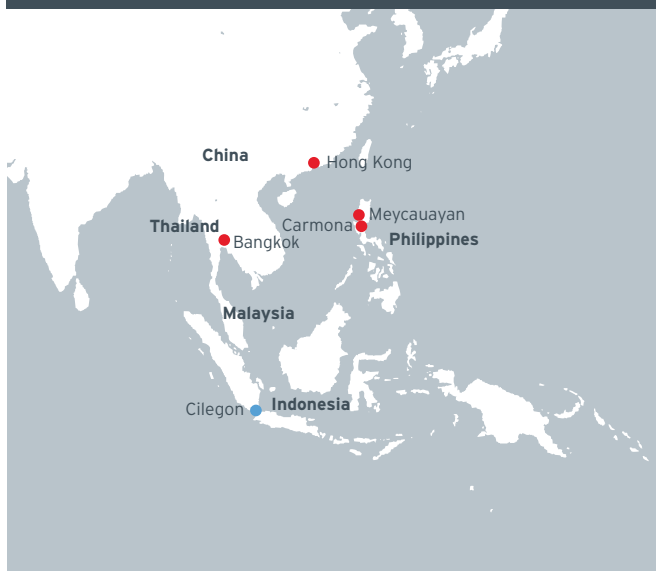 China
Hong Kong
Meycauayan
Thailand
Carmona
Bangkok
Philippines
Malaysia
Cilegon
Indonesia